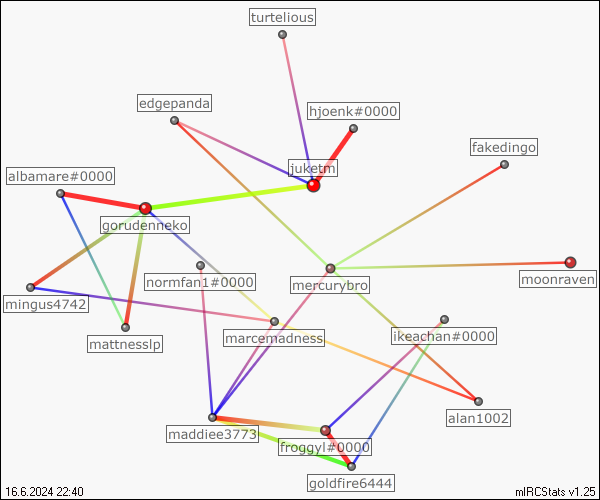 turtelious
edgepanda
hjoenk#0000
fakedingo
juketm
albamare#0000
gorudenneko
moonraven
normfan1#0000
mercurybro
mingus4742
marcemadness
ikeachan#0000
mattnesslp
alan1002
maddiee3773
froggyl#0000
goldfire6444
16.6.2024 22:40
mIRCStats v1.25